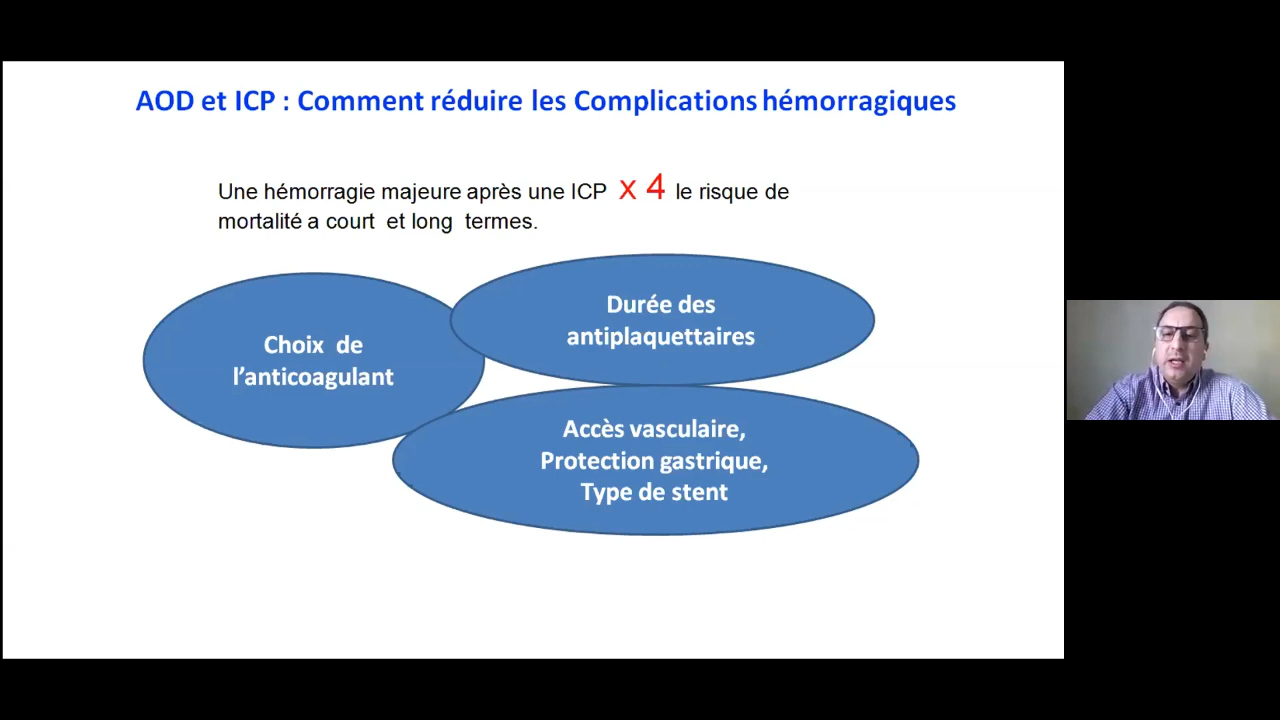 AOD et ICP : Comment réduire les Complications hémorragiques
Une hémorragie majeure après une ICP x 4 le risque de
mortalité a court et long termes.
Choix de
l’anticoagulant
Durée des
antiplaquettaires
Accès vasculaire,
Protection gastrique,
Type de stent